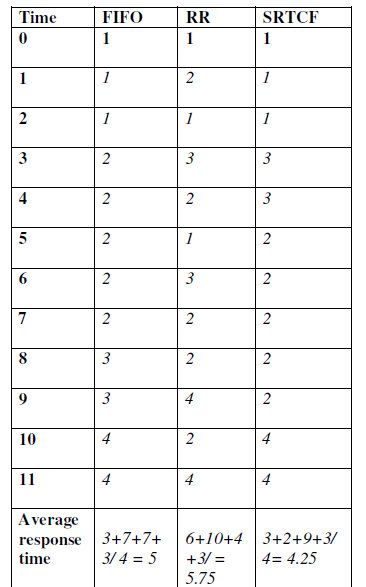 Time FIFO RR SRTCF
0 1 1 1
1 1 2 1
2 1 1 1
3 2 3 3
4 2 2 3
5 2 1 2
6 2 3 2
7 2 2 2
8 3 2 2
9 3 4 2
10 4 2 4
11 4 4 4
Average
response
time
3+7+7+
3/ 4 = 5
6+10+4
+3/ =
5.75
3+2+9+3/
4= 4.25